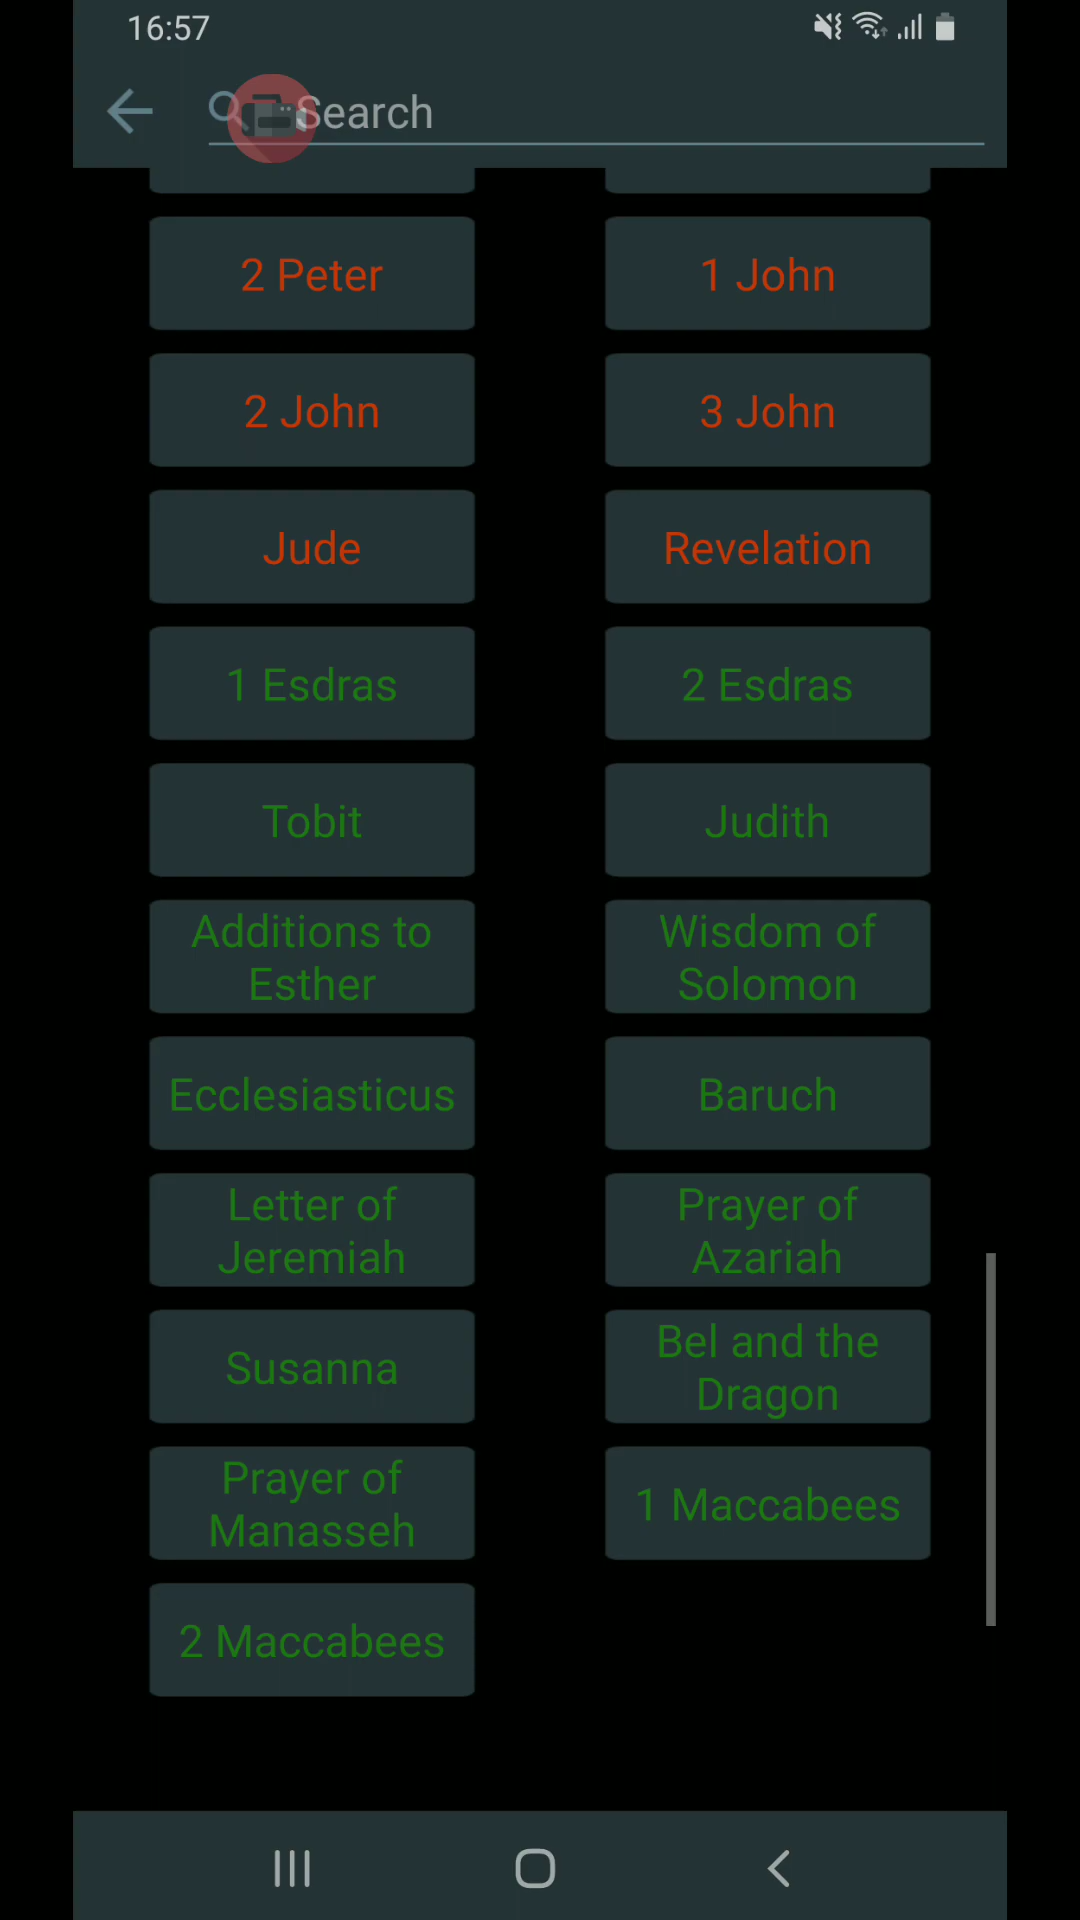 16:57
Search
2 Peter
1 John
2 John
3 John
Jude
Revelation
1 Esdras
2 Esdras
Tobit
Judith
Additions to
Esther
Wisdom of
Solomon
Ecclesiasticus
Baruch
Letter of
Jeremiah
Prayer of
Azariah
Susanna
Bel and the
Dragon
Prayer of
Manasseh
1 Maccabees
2 Maccabees